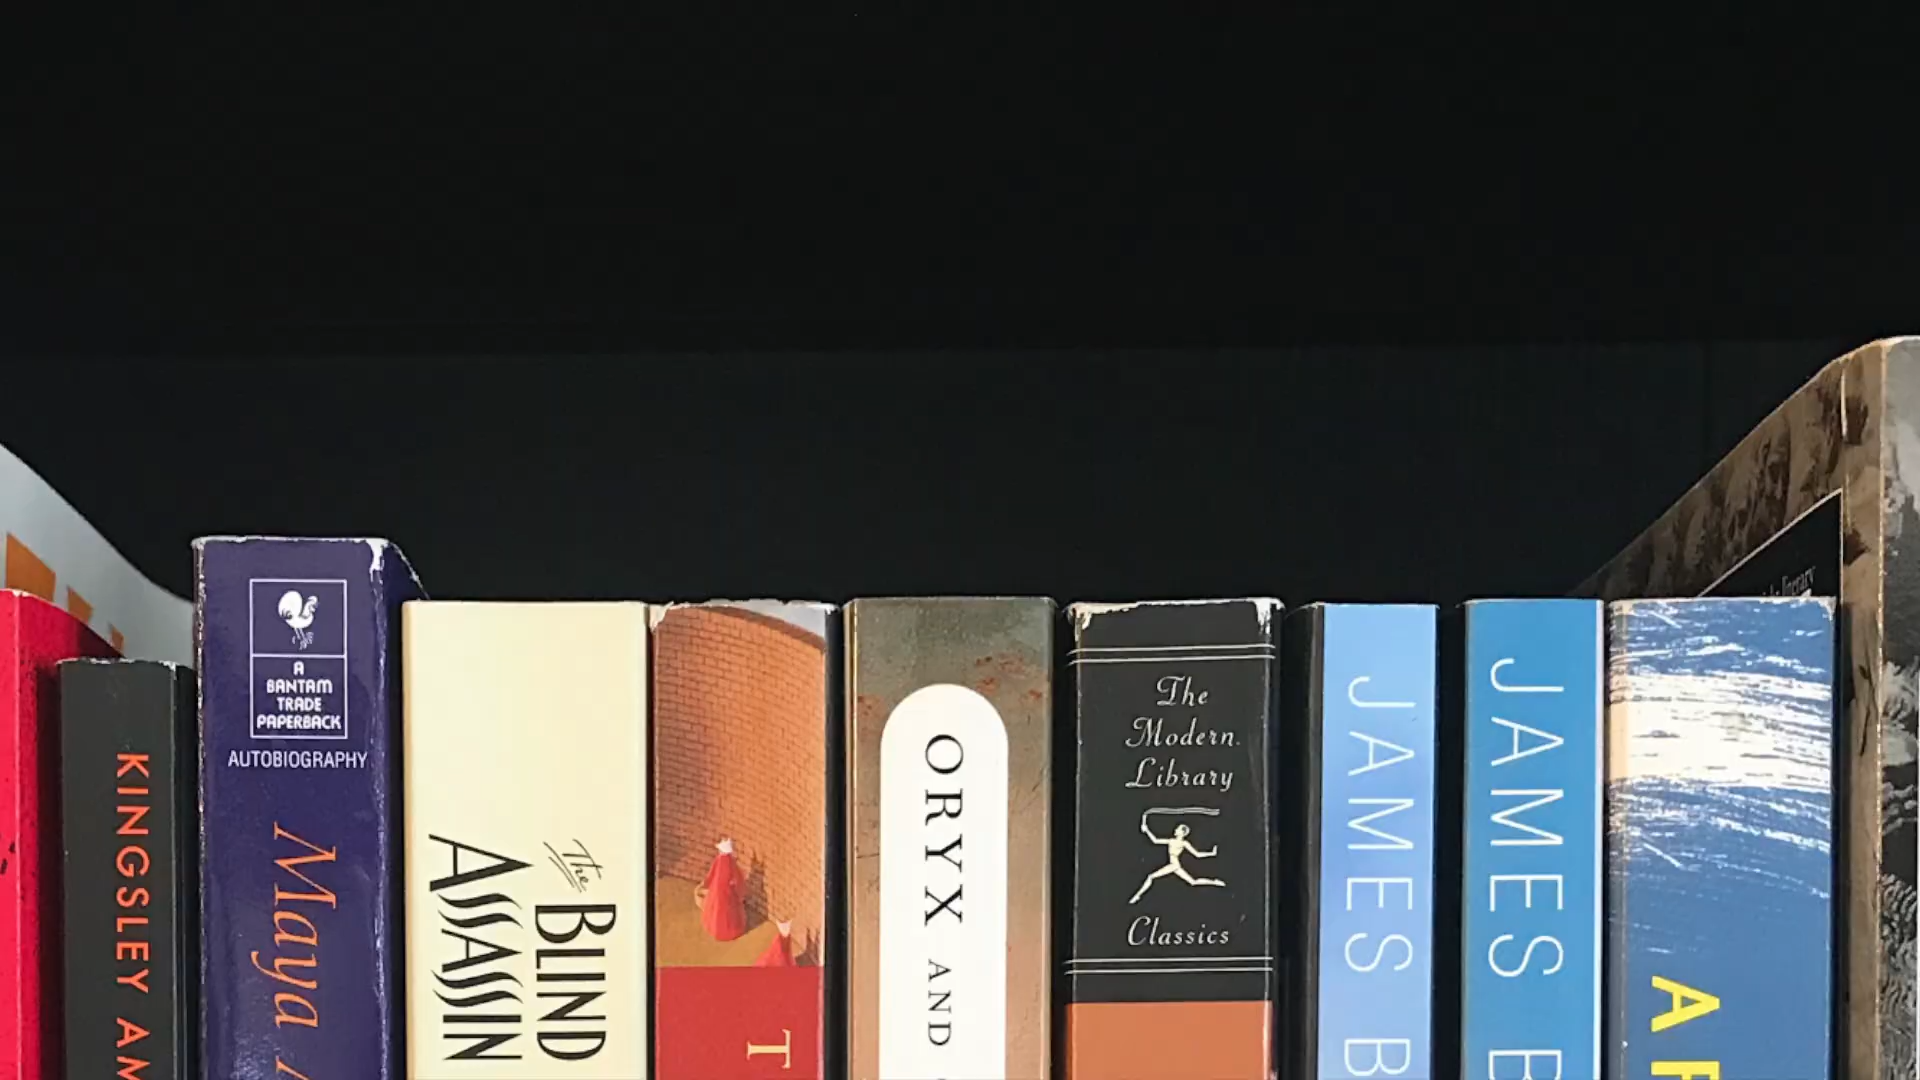 KINGSLEY AM
A
BANTAM
TRADE
PAPERBACK
AUTOBIOGRAPHY
Maya
The
BLIND
ASSASSIN
T
ORYX AND
The
Modern
Library
Classics
JAMES B
JAMES B
A